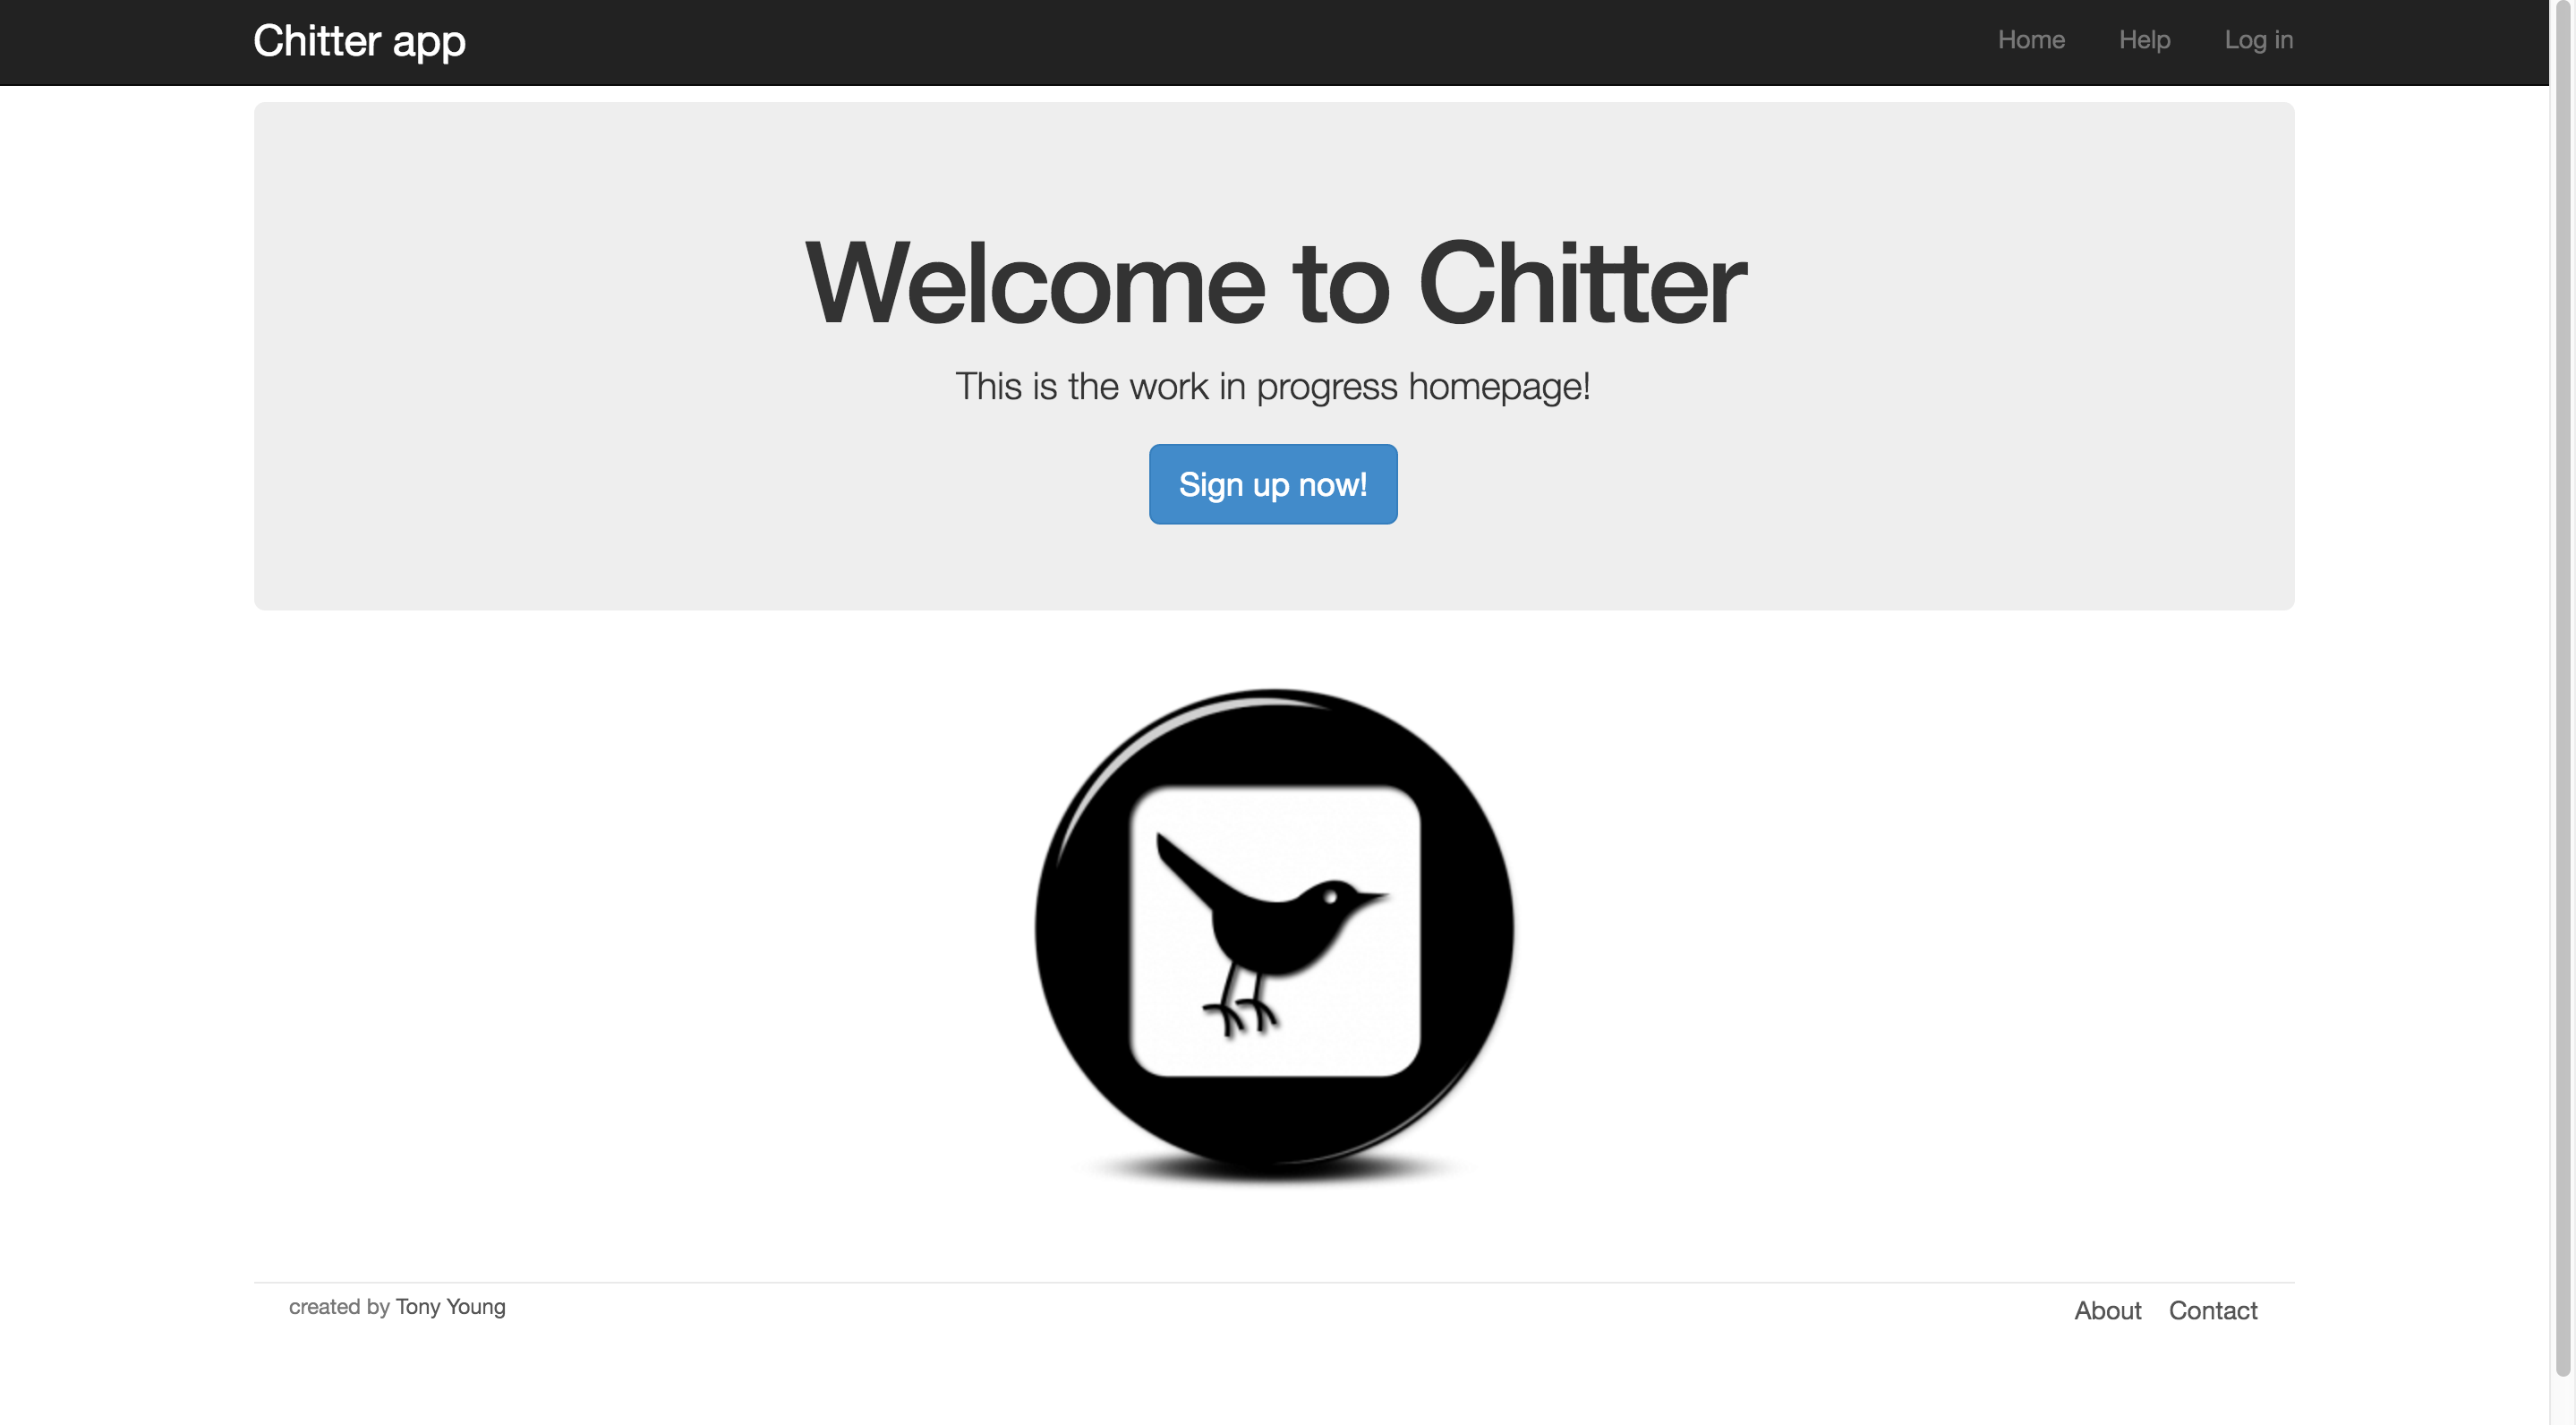 Chitter app
Home Help Log in
Welcome to Chitter
This is the work in progress homepage!
Sign up now!
created by Tony Young
About Contact